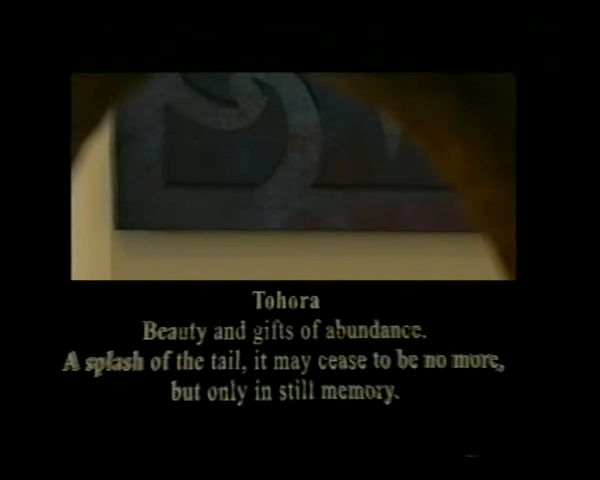 Tohora
Beauty and gifts of abundance.
A splash of the tail, it may cease to be no more,
but only in still memory.